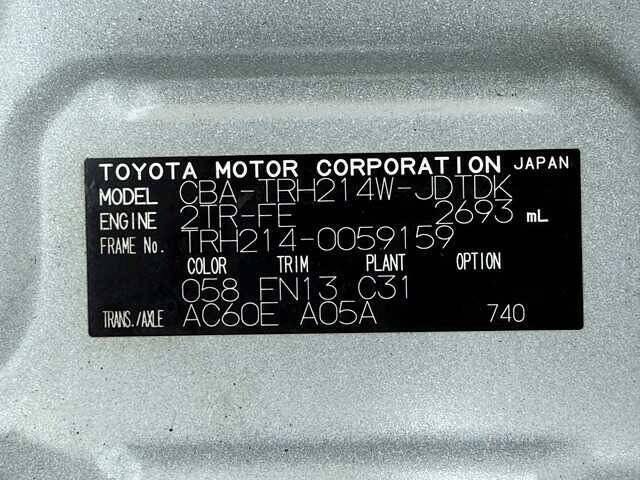 TOYOTA MOTOR CORPORATION JAPAN
MODEL CBA-TRH214W-JDTDK
ENGINE 2TR-FE 2693 mL
FRAME No. TRH214-0059159
COLOR TRIM PLANT OPTION
058 FN13 C31
TRANS./AXLE AC60E A05A 740